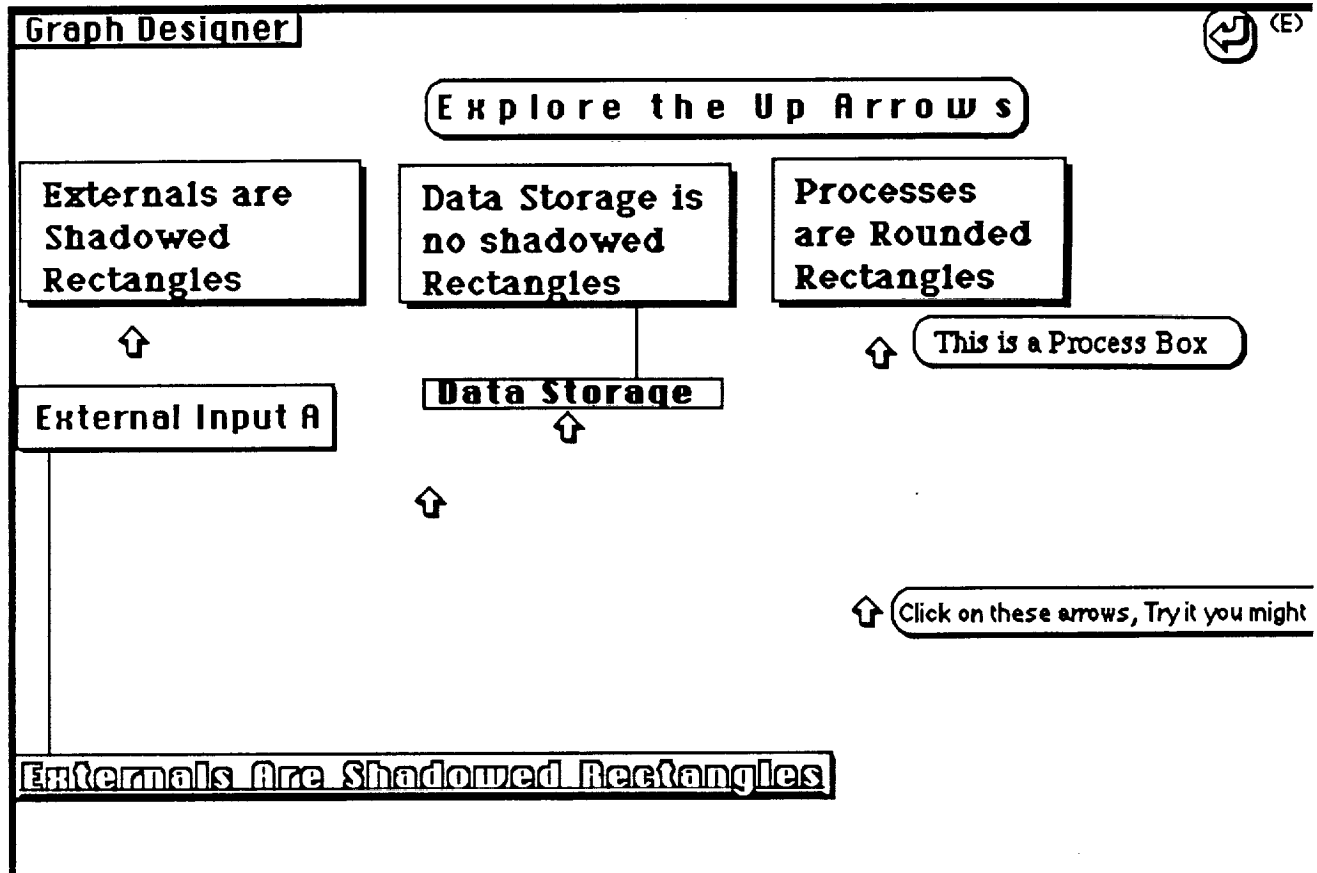 Graph Designer
(E)
Explore the Up Arrows
Externals are
Shadowed
Rectangles
Data Storage is
no shadowed
Rectangles
Processes
are Rounded
Rectangles
This is a Process Box
Data Storage
External Input A
Click on these arrows, Try it you might
Externals Are Shadowed Rectangles